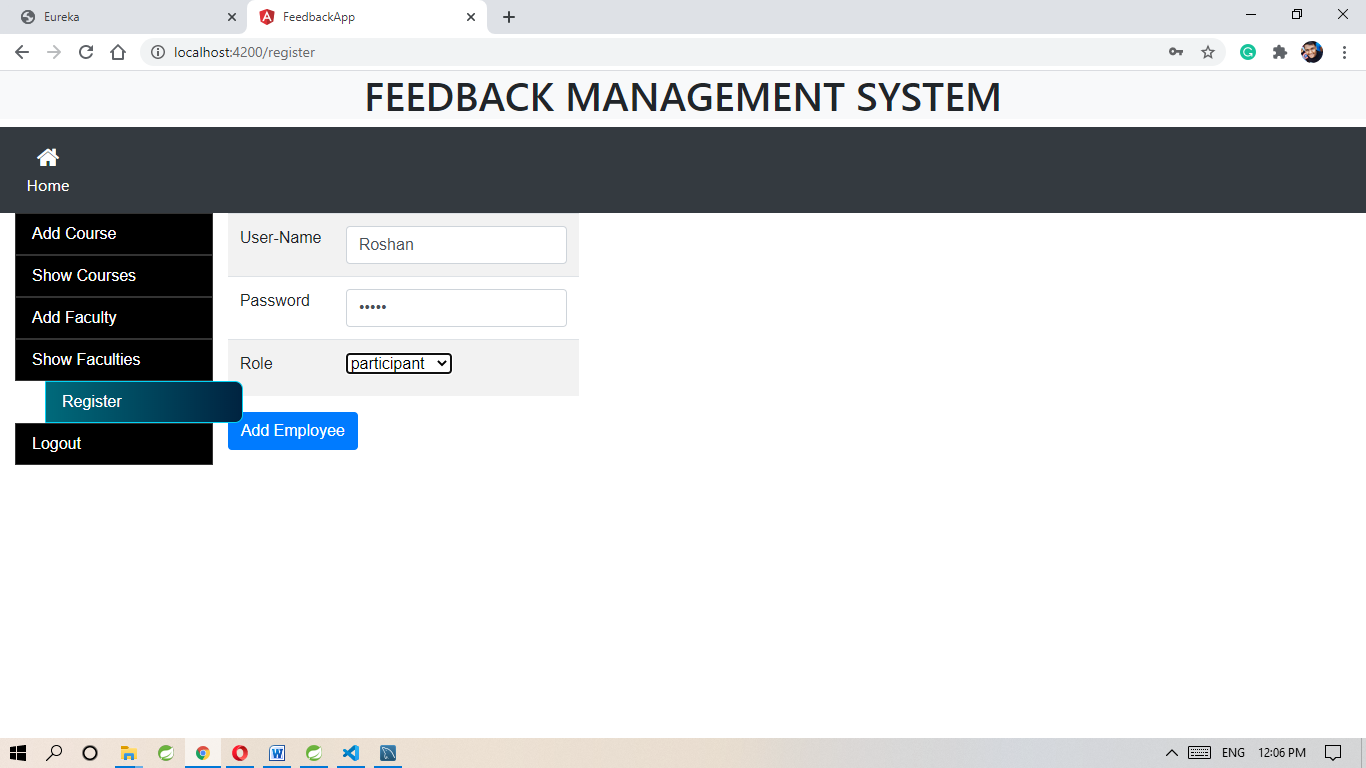 Eureka
FeedbackApp
localhost:4200/register
FEEDBACK MANAGEMENT SYSTEM
Home
Add Course
Show Courses
Add Faculty
Show Faculties
Register
Logout
User-Name Roshan
Password •••••
Role participant
Add Employee
ENG 12:06 PM